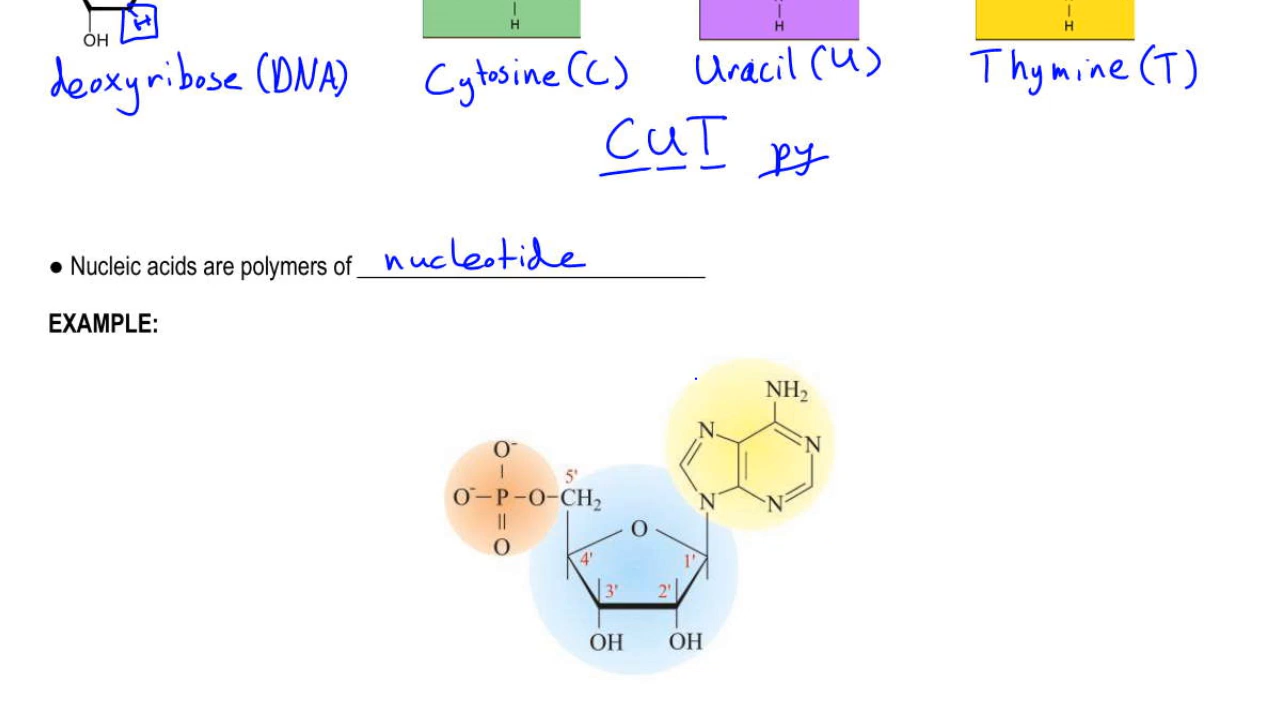 H
OH
H
H
H
deoxyribose (DNA)
Cytosine (C)
Uracil (U)
Thymine (T)
CUT py
● Nucleic acids are polymers of nucleotide
EXAMPLE:
NH₂
N
N
N
N
O⁻
O⁻–P–O–CH₂
5'
O
O
4'
1'
3'
2'
OH
OH